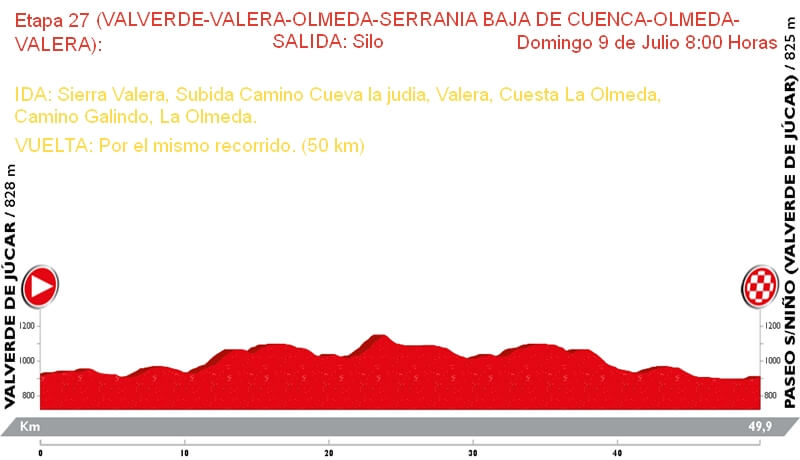 Etapa 27 (VALVERDE-VALERA-OLMEDA-SERRANIA BAJA DE CUENCA-OLMEDA-
VALERA): SALIDA: Silo Domingo 9 de Julio 8:00 Horas
IDA: Sierra Valera, Subida Camino Cueva la judia, Valera, Cuesta La Olmeda,
Camino Galindo, La Olmeda.
VUELTA: Por el mismo recorrido. (50 km)
VALVERDE DE JÚCAR / 828 m
PASEO S/NIÑO (VALVERDE DE JÚCAR) / 825 m
1200
1000
800
1200
1000
800
Km 49,9
0 10 20 30 40